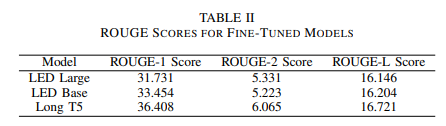 TABLE II
ROUGE SCORES FOR FINE-TUNED MODELS
Model ROUGE-1 Score ROUGE-2 Score ROUGE-L Score
LED Large 31.731 5.331 16.146
LED Base 33.454 5.223 16.204
Long T5 36.408 6.065 16.721